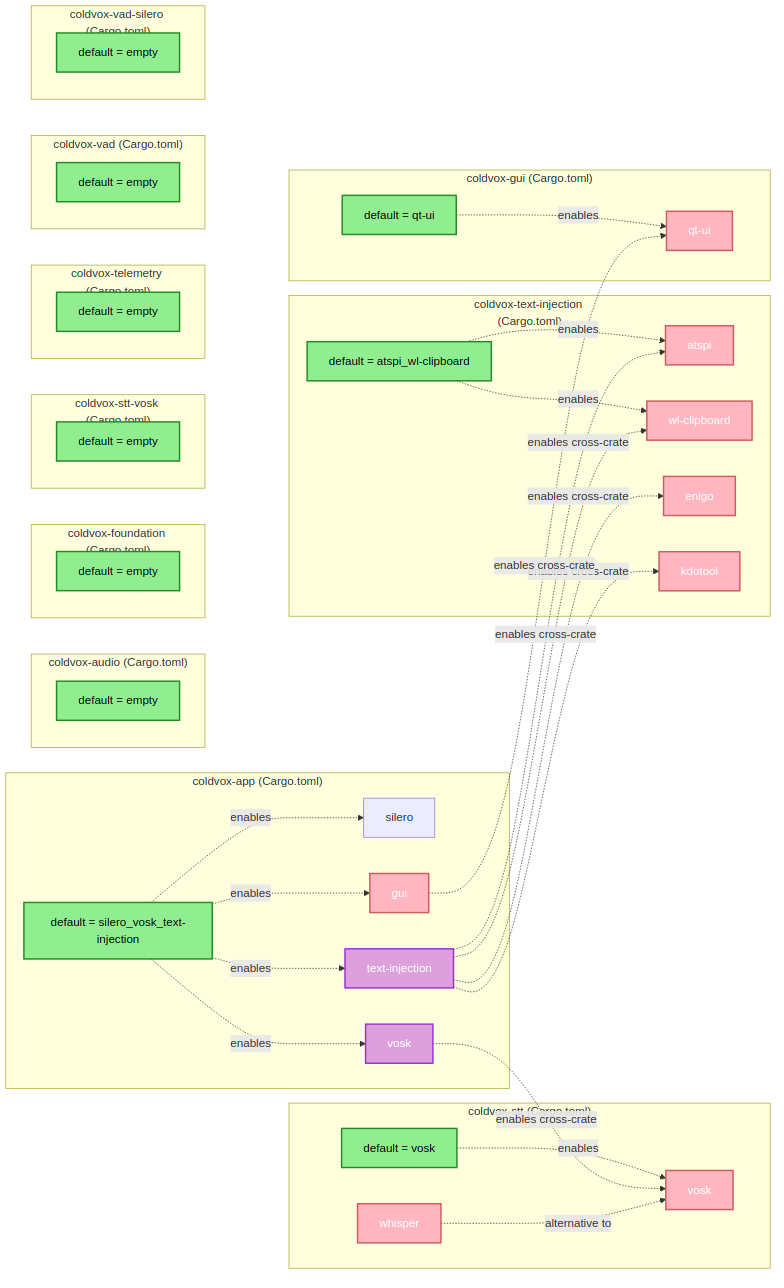 coldvox-vad-silero
(Cargo.toml)
default = empty
coldvox-vad (Cargo.toml)
default = empty
coldvox-telemetry
(Cargo.toml)
default = empty
coldvox-stt-vosk
(Cargo.toml)
default = empty
coldvox-foundation
(Cargo.toml)
default = empty
coldvox-audio (Cargo.toml)
default = empty
coldvox-gui (Cargo.toml)
default = qt-ui
enables
qt-ui
coldvox-text-injection
(Cargo.toml)
enables
atspi
default = atspi_wl-clipboard
enables
wl-clipboard
enables cross-crate
enables cross-crate
enigo
enables cross-crate
enables cross-crate
kdotool
enables cross-crate
coldvox-app (Cargo.toml)
enables
silero
enables
gui
default = silero_vosk_text-
injection
enables
text-injection
enables
vosk
coldvox-stt (Cargo.toml)
enables cross-crate
default = vosk
enables
vosk
whisper
alternative to